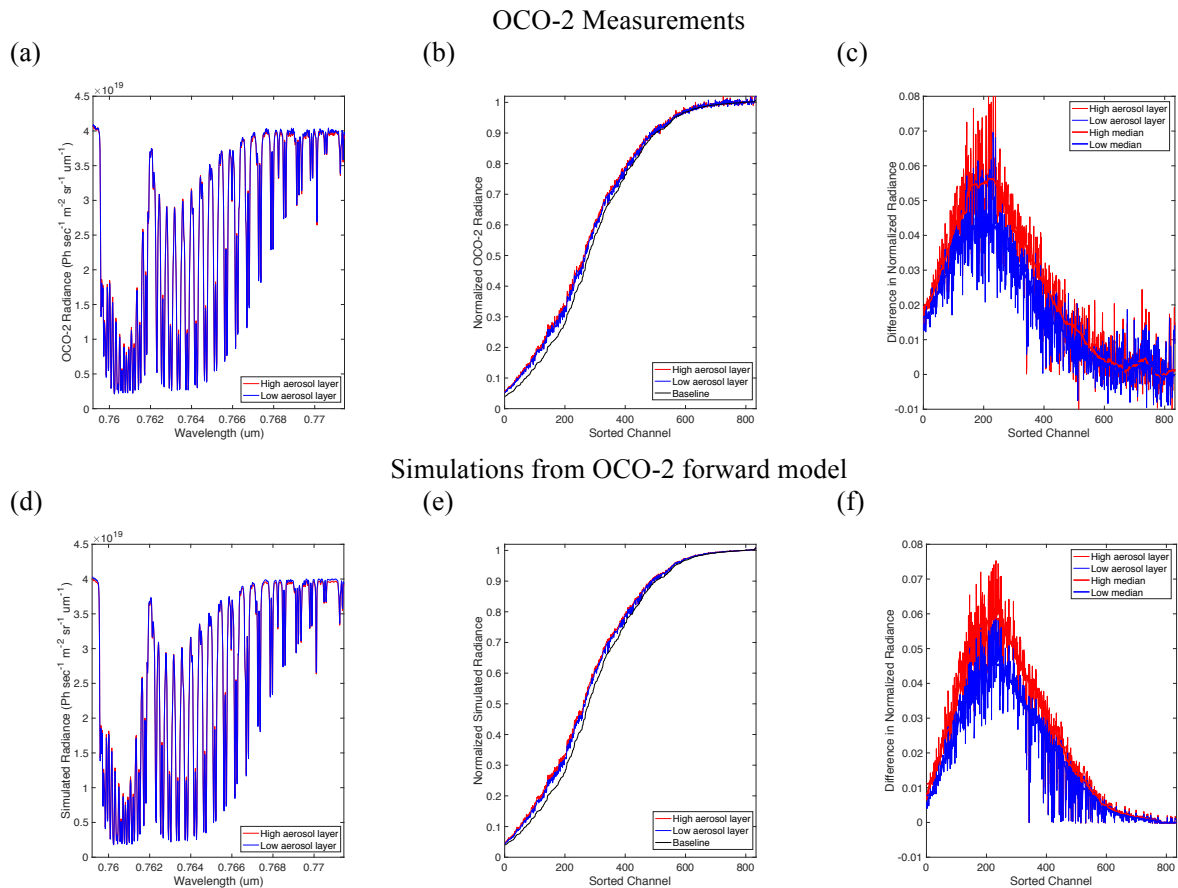 OCO-2 Measurements
(a)
(b)
(c)
×10^19
4.5
4
3.5
3
2.5
2
1.5
1
0.5
0
OCO-2 Radiance (Ph sec^-1 m^-2 sr^-1 um^-1)
0.76 0.762 0.764 0.766 0.768 0.77
Wavelength (um)
High aerosol layer
Low aerosol layer
1
0.9
0.8
0.7
0.6
0.5
0.4
0.3
0.2
0.1
0
Normalized OCO-2 Radiance
0 200 400 600 800
Sorted Channel
High aerosol layer
Low aerosol layer
Baseline
0.08
0.07
0.06
0.05
0.04
0.03
0.02
0.01
0
-0.01
Difference in Normalized Radiance
0 200 400 600 800
Sorted Channel
High aerosol layer
Low aerosol layer
High median
Low median
Simulations from OCO-2 forward model
(d)
(e)
(f)
×10^19
4.5
4
3.5
3
2.5
2
1.5
1
0.5
0
Simulated Radiance (Ph sec^-1 m^-2 sr^-1 um^-1)
0.76 0.762 0.764 0.766 0.768 0.77
Wavelength (um)
High aerosol layer
Low aerosol layer
1
0.9
0.8
0.7
0.6
0.5
0.4
0.3
0.2
0.1
0
Normalized Simulated Radiance
0 200 400 600 800
Sorted Channel
High aerosol layer
Low aerosol layer
Baseline
0.08
0.07
0.06
0.05
0.04
0.03
0.02
0.01
0
-0.01
Difference in Normalized Radiance
0 200 400 600 800
Sorted Channel
High aerosol layer
Low aerosol layer
High median
Low median